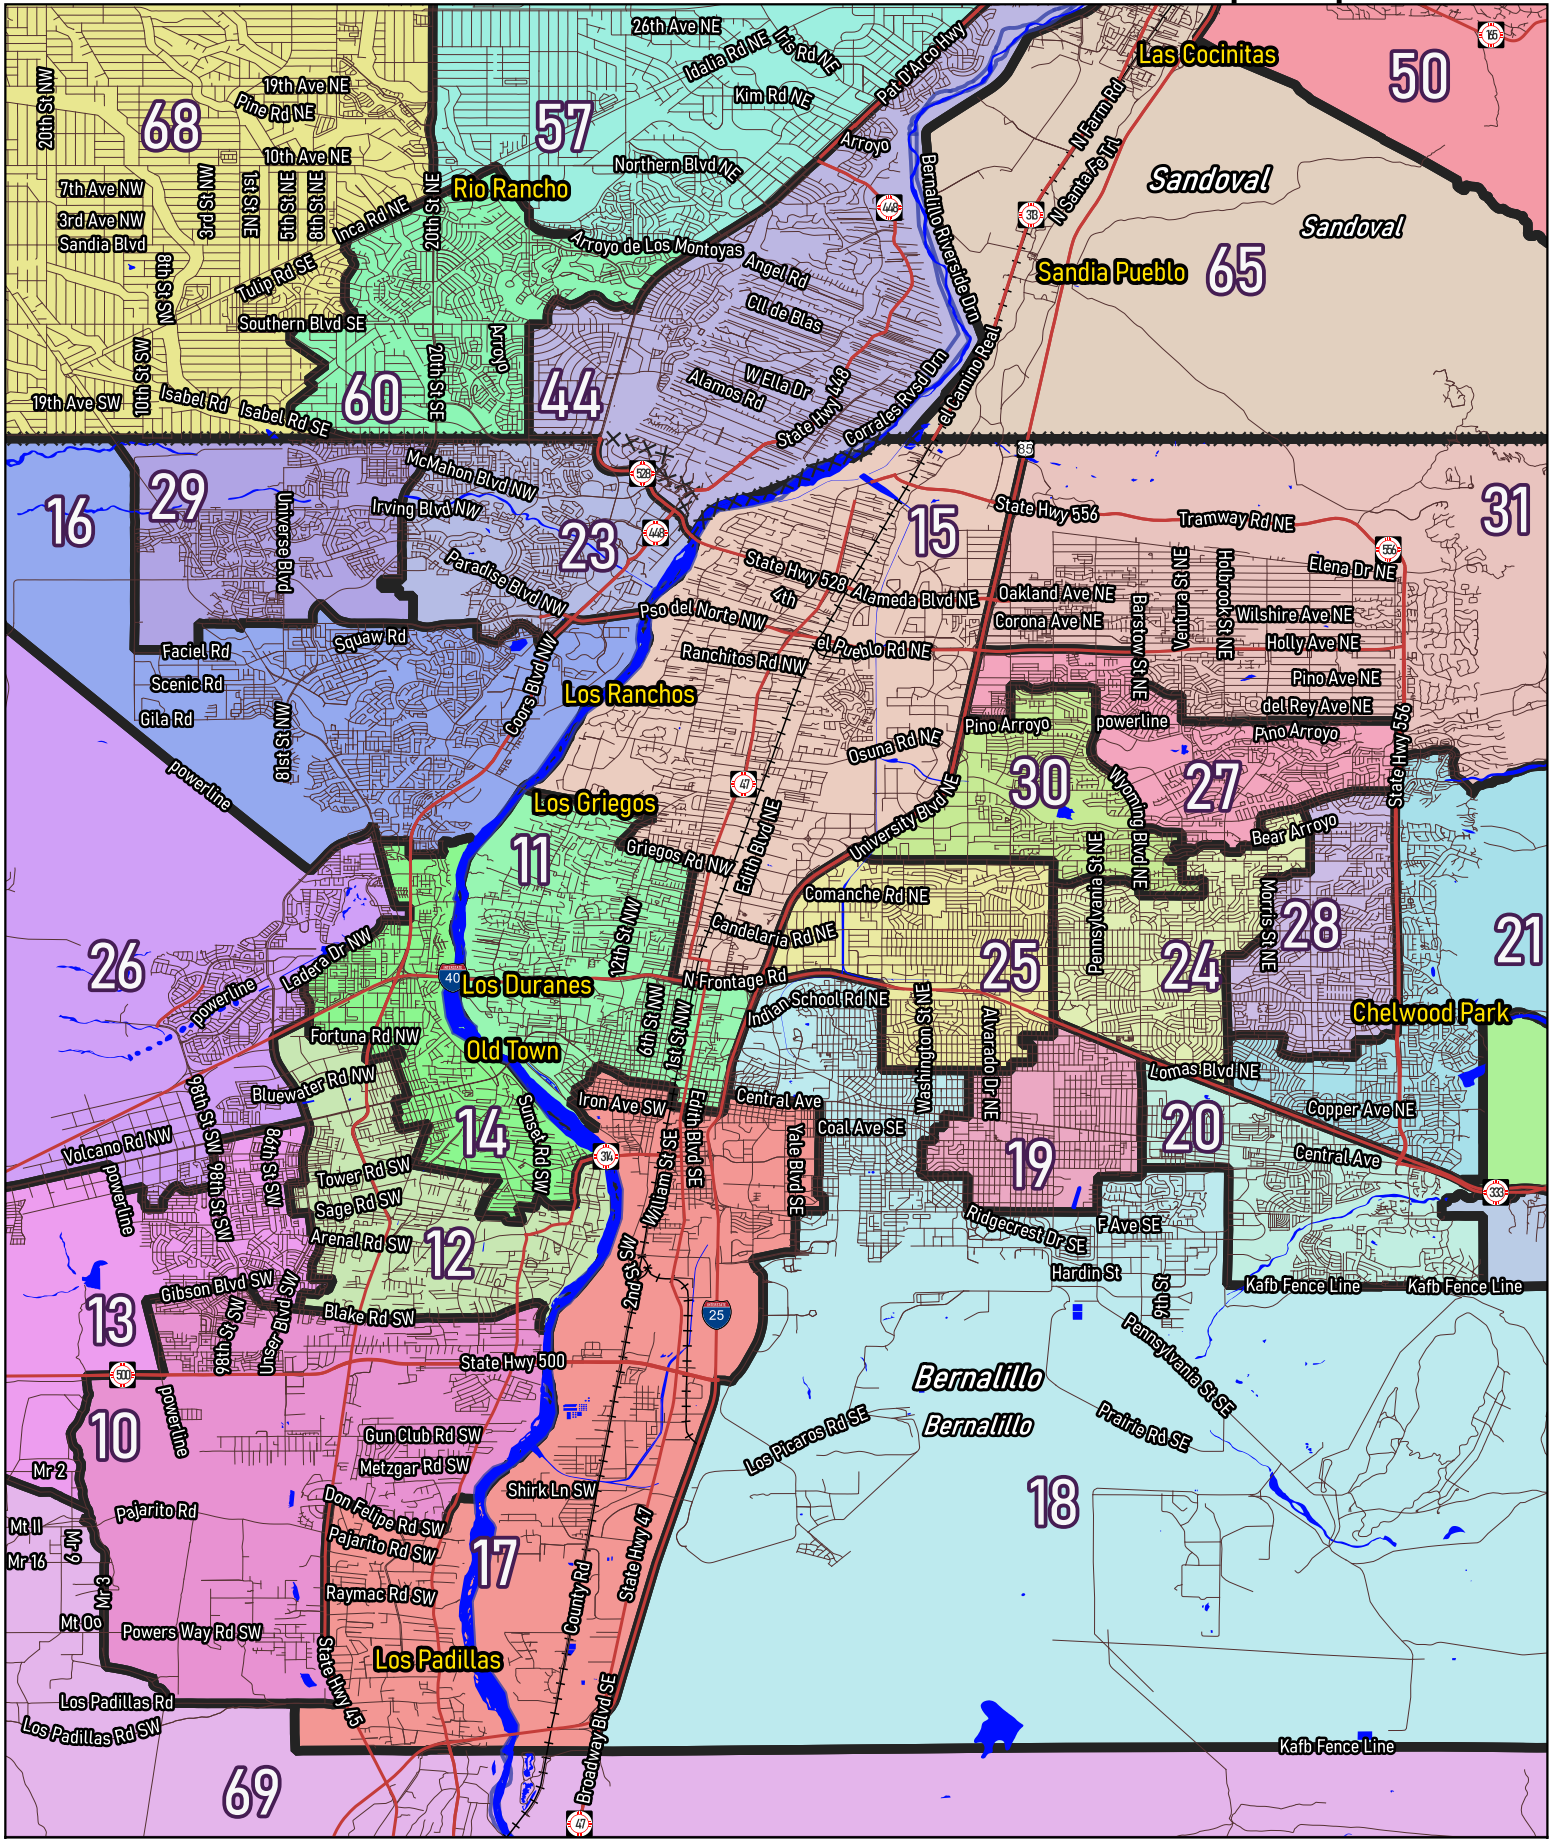 26th Ave NE
Iris Rd NE
Idalia Rd NE
Pat D'Arco Hwy
165
Las Cocinitas
50
20th St NW
19th Ave NE
Pine Rd NE
68
57
Kim Rd NE
N Farm Rd
Arroyo
10th Ave NE
Northern Blvd NE
7th Ave NW
3rd St NW
1st St NE
5th St NE
8th St NE
20th St NE
Rio Rancho
Bernalillo Riverside Drn
N Santa Fe Trl
Sandoval
448
313
3rd Ave NW
Sandia Blvd
Inca Rd NE
Sandoval
Arroyo de Los Montoyas
Angel Rd
Sandia Pueblo
65
8th St SW
Tulip Rd SE
Southern Blvd SE
Cll de Blas
Arroyo
10th St SW
20th St SE
el Camino Real
W Ella Dr
Alamos Rd
State Hwy 448
Corrales Rvsd Drn
19th Ave SW
Isabel Rd
Isabel Rd SE
60
44
85
McMahon Blvd NW
528
29
16
Universe Blvd
Irving Blvd NW
23
448
15
State Hwy 556
Tramway Rd NE
31
556
Paradise Blvd NW
State Hwy 528
Alameda Blvd NE
Oakland Ave NE
Elena Dr NE
4th
Pso del Norte NW
Corona Ave NE
Barstow St NE
Ventura St NE
Holbrook St NE
Wilshire Ave NE
Holly Ave NE
Squaw Rd
Faciel Rd
Ranchitos Rd NW
el Pueblo Rd NE
Scenic Rd
Los Ranchos
Pino Ave NE
Gila Rd
81st St NW
Coors Blvd NW
Pino Arroyo
powerline
del Rey Ave NE
Pino Arroyo
State Hwy 556
Osuna Rd NE
powerline
47
30
27
Los Griegos
Wyoming Blvd NE
University Blvd NE
Bear Arroyo
11
Griegos Rd NW
Edith Blvd NE
Pennsylvania St NE
Comanche Rd NE
Morris St NE
28
12th St NW
Candelaria Rd NE
26
Ladera Dr NW
25
24
21
40
Los Duranes
N Frontage Rd
powerline
Indian School Rd NE
Chelwood Park
6th St NW
1st St NW
Fortuna Rd NW
Old Town
Washington St NE
Alvarado Dr NE
Lomas Blvd NE
Bluewater Rd NW
98th St SW
Iron Ave SW
Central Ave
Copper Ave NE
14
Sunset Rd SW
Edith Blvd SE
Coal Ave SE
20
Volcano Rd NW
86th St SW
Yale Blvd SE
Central Ave
314
19
Tower Rd SW
98th St SW
William St SE
333
powerline
Sage Rd SW
Ridgecrest Dr SE
F Ave SE
Arenal Rd SW
12
Hardin St
Gibson Blvd SW
2nd St SW
9th St
Kafb Fence Line
Kafb Fence Line
13
98th St SW
Unser Blvd SW
Blake Rd SW
25
Pennsylvania St SE
State Hwy 500
500
Bernalillo
powerline
10
Gun Club Rd SW
Los Picaros Rd SE
Bernalillo
Prairie Rd SE
Metzgar Rd SW
Mr 2
Shirk Ln SW
18
Pajarito Rd
Don Felipe Rd SW
Mt II
Mr 9
Pajarito Rd SW
17
State Hwy 47
Mr 16
Mr 3
Raymac Rd SW
County Rd
Mt Oo
Powers Way Rd SW
Los Padillas
State Hwy 45
Los Padillas Rd
Los Padillas Rd SW
Broadway Blvd SE
Kafb Fence Line
69
47